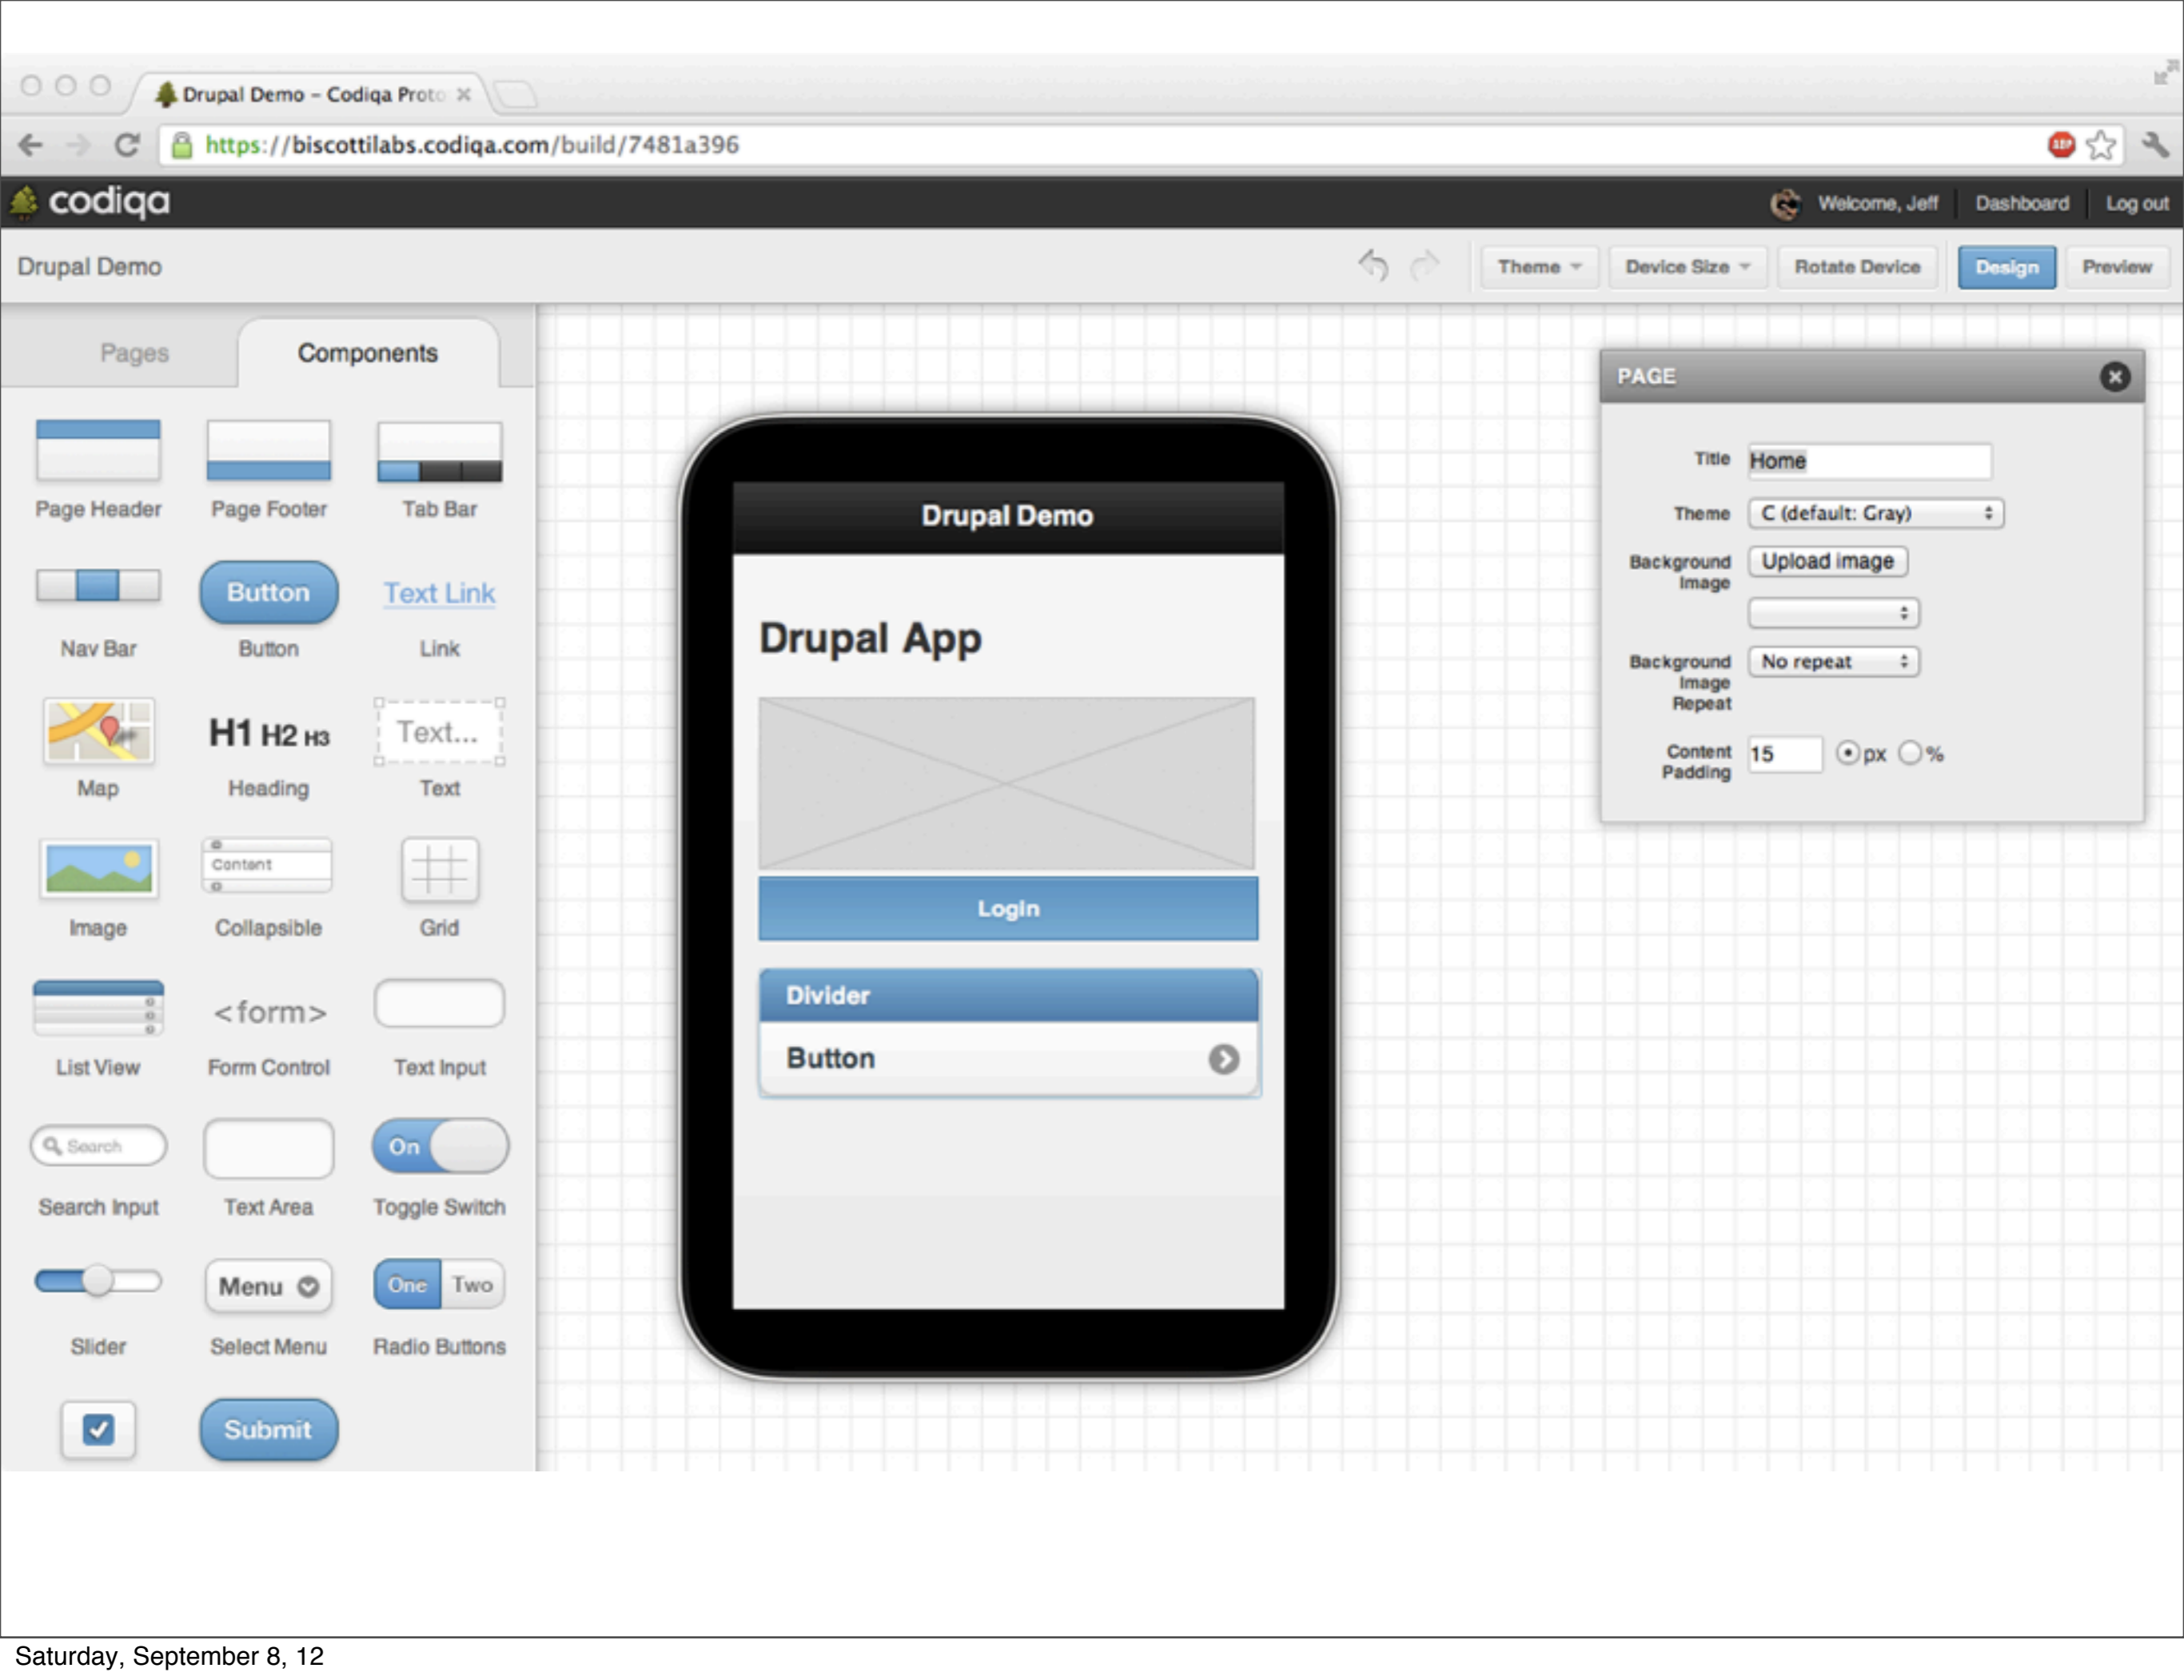 Drupal Demo – Codiqa Proto
https://biscottilabs.codiqa.com/build/7481a396
ABP
codiqa
Welcome, Jeff
Dashboard
Log out
Drupal Demo
Theme
Device Size
Rotate Device
Design
Preview
Pages
Components
Page Header
Page Footer
Tab Bar
Button
Text Link
Nav Bar
Button
Link
H1 H2 H3
Text...
Map
Heading
Text
Content
Image
Collapsible
Grid
<form>
List View
Form Control
Text Input
Search
On
Search Input
Text Area
Toggle Switch
Menu
One
Two
Slider
Select Menu
Radio Buttons
Submit
Drupal Demo
Drupal App
Login
Divider
Button
PAGE
Title
Home
Theme
C (default: Gray)
Background
Image
Upload image
Background
Image
Repeat
No repeat
Content
Padding
15
px
%
Saturday, September 8, 12